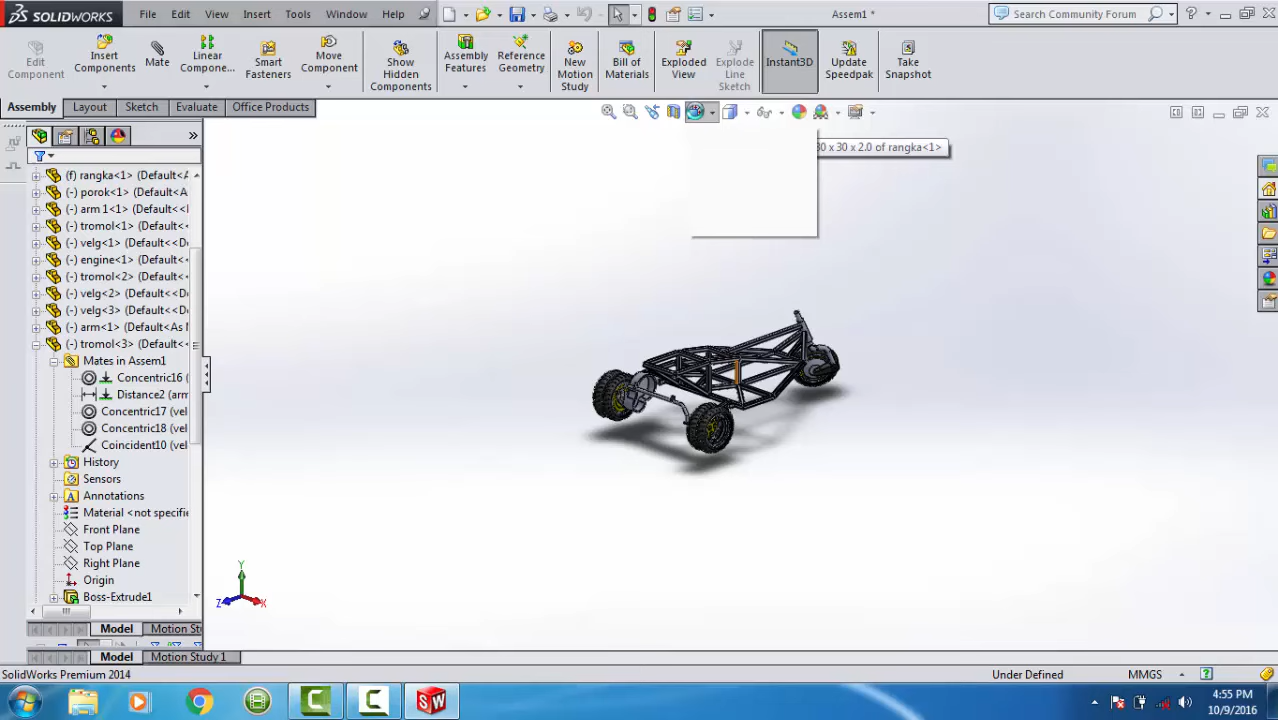 SOLIDWORKS
File Edit View Insert Tools Window Help
Assem1 *
Search Community Forum
Edit Component
Insert Components
Mate
Linear Compone...
Smart Fasteners
Move Component
Show Hidden Components
Assembly Features
Reference Geometry
New Motion Study
Bill of Materials
Exploded View
Explode Line Sketch
Instant3D
Update Speedpak
Take Snapshot
Assembly Layout Sketch Evaluate Office Products
30 x 30 x 2.0 of rangka<1>
(f) rangka<1> (Default<A
(-) porok<1> (Default<A
(-) arm 1<1> (Default<
(-) tromol<1> (Default<
(-) velg<1> (Default<<D
(-) engine<1> (Default<
(-) tromol<2> (Default<
(-) velg<2> (Default<<D
(-) velg<3> (Default<<D
(-) arm<1> (Default<As
(-) tromol<3> (Default<
Mates in Assem1
Concentric16
Distance2 (arm
Concentric17 (vel
Concentric18 (vel
Coincident10 (vel
History
Sensors
Annotations
Material <not specifie
Front Plane
Top Plane
Right Plane
Origin
Boss-Extrude1
Y
Z
X
Model Motion St
Model Motion Study 1
SolidWorks Premium 2014
Under Defined
MMGS
4:55 PM
10/9/2016